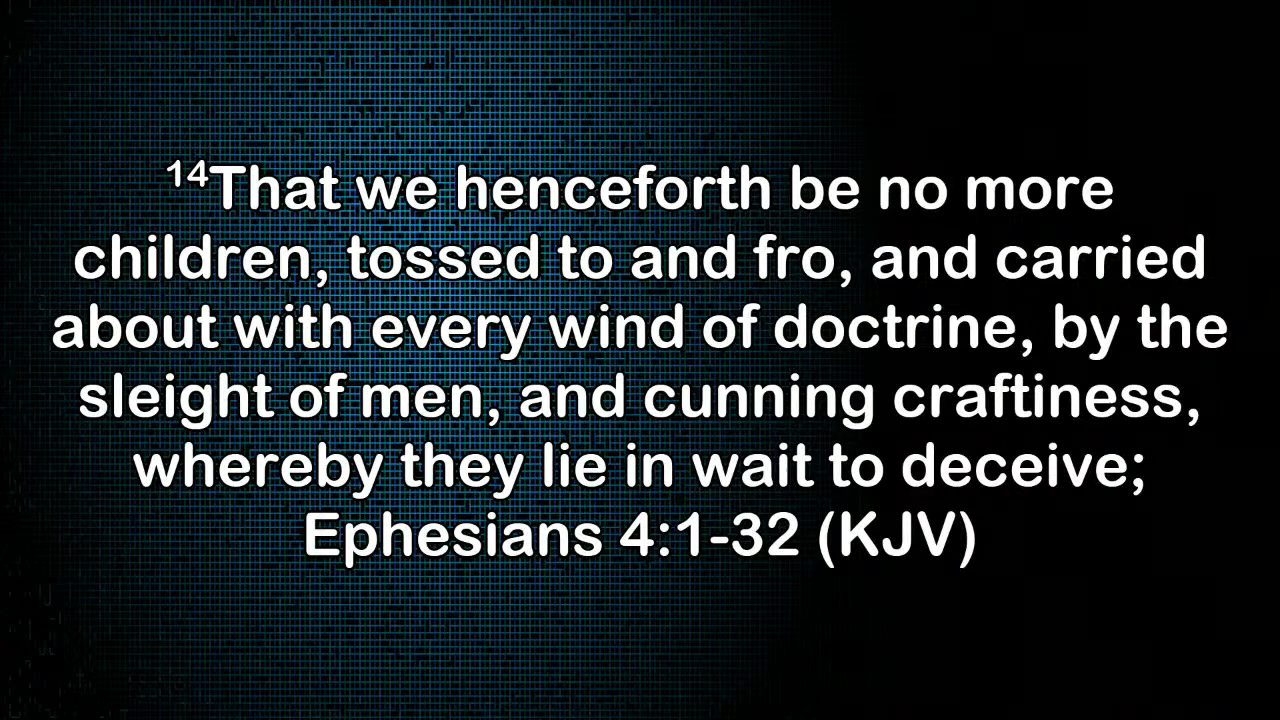 ¹⁴That we henceforth be no more
children, tossed to and fro, and carried
about with every wind of doctrine, by the
sleight of men, and cunning craftiness,
whereby they lie in wait to deceive;
Ephesians 4:1-32 (KJV)